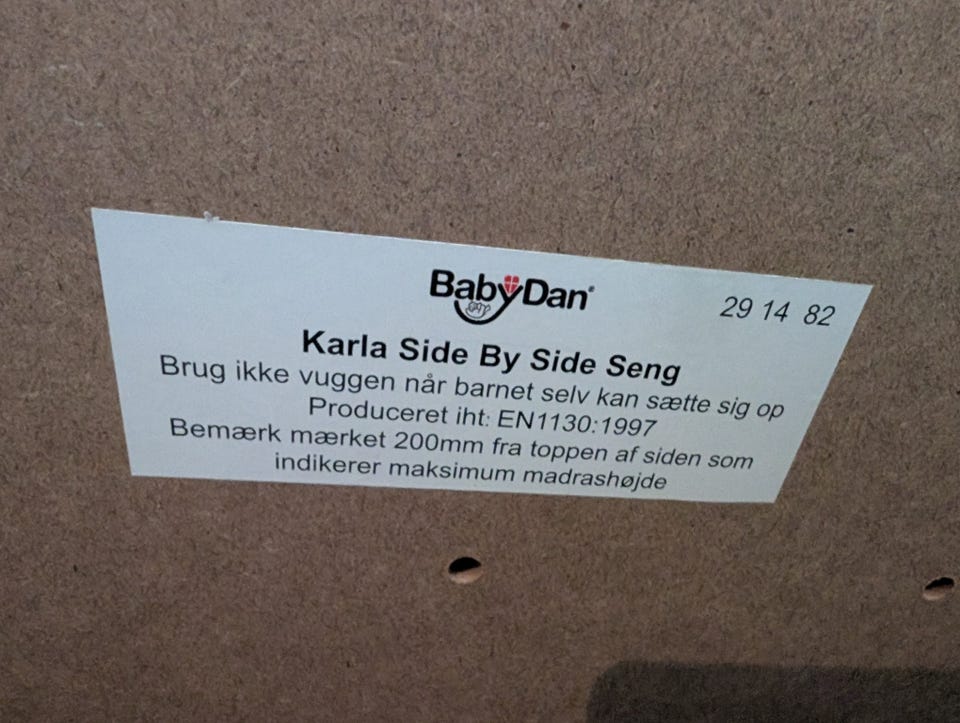 BabyDan
29 14 82
Karla Side By Side Seng
Brug ikke vuggen når barnet selv kan sætte sig op
Produceret iht: EN1130:1997
Bemærk mærket 200mm fra toppen af siden som
indikerer maksimum madrashøjde